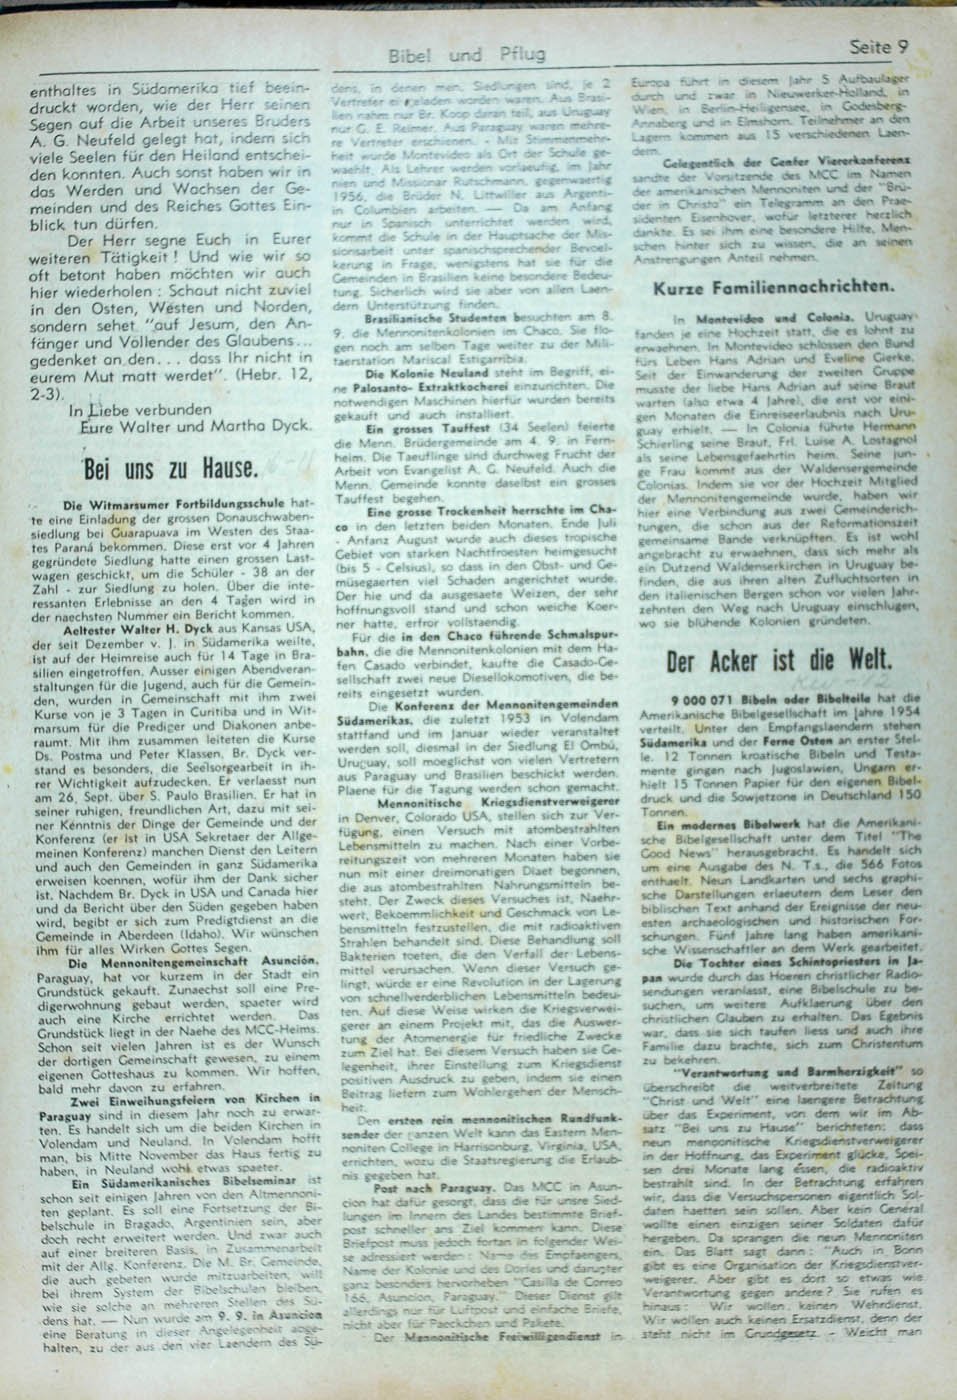 Bibel und Pflug
Seite 9
enthaltes in Südamerika tief beein-
druckt worden, wie der Herr seinen
Segen auf die Arbeit unseres Bruders
A. G. Neufeld gelegt hat, indem sich
viele Seelen für den Heiland entschei-
den konnten. Auch sonst haben wir in
das Werden und Wachsen der Ge-
meinden und des Reiches Gottes Ein-
blick tun dürfen.
Der Herr segne Euch in Eurer
weiteren Tätigkeit! Und wie wir so
oft betont haben möchten wir auch
hier wiederholen: Schaut nicht zuviel
in den Osten, Westen und Norden,
sondern sehet "auf Jesum, den An-
fänger und Vollender des Glaubens...
gedenket an den... dass Ihr nicht in
eurem Mut matt werdet". (Hebr. 12,
2-3).
In Liebe verbunden
Eure Walter und Martha Dyck.
Bei uns zu Hause.
Die Witmarsumer Fortbildungsschule hat-
te eine Einladung der grossen Donauschwaben-
siedlung bei Guarapuava im Westen des Staa-
tes Paraná bekommen. Diese erst vor 4 Jahren
gegründete Siedlung hatte einen grossen Last-
wagen geschickt, um die Schüler - 38 an der
Zahl - zur Siedlung zu holen. Über die inte-
ressanten Erlebnisse an den 4 Tagen wird in
der naechsten Nummer ein Bericht kommen.
Aeltester Walter H. Dyck aus Kansas USA,
der seit Dezember v. J. in Südamerika weilte,
ist auf der Heimreise auch für 14 Tage in Bra-
silien eingetroffen. Ausser einigen Abendveran-
staltungen für die Jugend, auch für die Gemein-
den, wurden in Gemeinschaft mit ihm zwei
Kurse von je 3 Tagen in Curitiba und in Wit-
marsum für die Prediger und Diakonen anbe-
raumt. Mit ihm zusammen leiteten die Kurse
Ds. Postma und Peter Klassen. Br. Dyck ver-
stand es besonders, die Seelsorgearbeit in ih-
rer Wichtigkeit aufzudecken. Er verlaesst nun
am 26. Sept. über S. Paulo Brasilien. Er hat in
seiner ruhigen, freundlichen Art, dazu mit sei-
ner Kenntnis der Dinge der Gemeinde und der
Konferenz (er ist in USA Sekretaer der Allge-
meinen Konferenz) manchen Dienst den Leitern
und auch den Gemeinden in ganz Südamerika
erweisen koennen, wofür ihm der Dank sicher
ist. Nachdem Br. Dyck in USA und Canada hier
und da Bericht über den Süden gegeben haben
wird, begibt er sich zum Predigtdienst an die
Gemeinde in Aberdeen (Idaho). Wir wünschen
ihm für alles Wirken Gottes Segen.
Die Mennonitengemeinschaft Asunción,
Paraguay, hat vor kurzem in der Stadt ein
Grundstück gekauft. Zunaechst soll eine Pre-
digerwohnung gebaut werden, spaeter wird
auch eine Kirche errichtet werden. Das
Grundstück liegt in der Naehe des MCC-Heims.
Schon seit vielen Jahren ist es der Wunsch
der dortigen Gemeinschaft gewesen, zu einem
eigenen Gotteshaus zu kommen. Wir hoffen,
bald mehr davon zu erfahren.
Zwei Einweihungsfeiern von Kirchen in
Paraguay sind in diesem Jahr noch zu erwar-
ten. Es handelt sich um die beiden Kirchen in
Volendam und Neuland. In Volendam hofft
man, bis Mitte November das Haus fertig zu
haben, in Neuland wohl etwas spaeter.
Ein Südamerikanisches Bibelseminar ist
schon seit einigen Jahren von den Altmennoni-
ten geplant. Es soll eine Fortsetzung der Bi-
belschule in Bragado, Argentinien sein, aber
doch recht erweitert werden. Und zwar auch
auf einer breiteren Basis, in Zusammenarbeit
mit der Allg. Konferenz. Die M. Br. Gemeinde,
die auch gebeten wurde mitzuarbeiten, will
bei ihrem System der Bibelschulen bleiben,
wie sie solche an mehreren Stellen des Sü-
dens hat. — Nun wurde am 9. 9. in Asuncion
eine Beratung in dieser Angelegenheit abge-
halten, zu der aus den vier Laendern des Sü-
dens, in denen men. Siedlungen sind, je 2
Vertreter eingeladen worden waren. Aus Brasi-
lien nahm nur Br. Koop daran teil, aus Uruguay
nur G. E. Reimer. Aus Paraguay waren mehre-
re Vertreter erschienen. - Mit Stimmenmehr-
heit wurde Montevideo als Ort der Schule ge-
waehlt. Als Lehrer werden vorlaeufig, im Jahr
1956, die Brüder N. Littwiller aus Argenti-
nien und Missionar Rutschmann, gegenwaertig
in Columbien arbeiten. — Da am Anfang
nur in Spanisch unterrichtet werden wird,
kommt die Schule in der Hauptsache der Mis-
sionsarbeit unter spanischsprechender Bevoel-
kerung in Frage, wenigstens hat sie für die
Gemeinden in Brasilien keine besondere Bedeu-
tung. Sicherlich wird sie aber von allen Laen-
dern Unterstützung finden.
Brasilianische Studenten besuchten am 8.
9. die Mennonitenkolonien im Chaco. Sie flo-
gen noch am selben Tage weiter zu der Mili-
taerstation Mariscal Estigarribia.
Die Kolonie Neuland steht im Begriff, ei-
ne Palosanto- Extraktkocherei einzurichten. Die
notwendigen Maschinen hierfür wurden bereits
gekauft und auch installiert.
Ein grosses Tauffest (34 Seelen) feierte
die Menn. Brüdergemeinde am 4. 9. in Fern-
heim. Die Taeuflinge sind durchweg Frucht der
Arbeit von Evangelist A. G. Neufeld. Auch die
Menn. Gemeinde konnte daselbst ein grosses
Tauffest begehen.
Eine grosse Trockenheit herrschte im Cha-
co in den letzten beiden Monaten. Ende Juli
- Anfang August wurde auch dieses tropische
Gebiet von starken Nachtfroesten heimgesucht
(bis 5 - Celsius), so dass in den Obst- und Ge-
müsegaerten viel Schaden angerichtet wurde.
Der hie und da ausgesaete Weizen, der sehr
hoffnungsvoll stand und schon weiche Koer-
ner hatte, erfror vollstaendig.
Für die in den Chaco führende Schmalspur-
bahn, die die Mennonitenkolonien mit dem Ha-
fen Casado verbindet, kaufte die Casado-Ge-
sellschaft zwei neue Diesellokomotiven, die be-
reits eingesetzt wurden.
Die Konferenz der Mennonitengemeinden
Südamerikas, die zuletzt 1953 in Volendam
stattfand und im Januar wieder veranstaltet
werden soll, diesmal in der Siedlung El Ombú,
Uruguay, soll moeglichst von vielen Vertretern
aus Paraguay und Brasilien beschickt werden.
Plaene für die Tagung werden schon gemacht.
Mennonitische Kriegsdienstverweigerer
in Denver, Colorado USA, stellen sich zur Ver-
fügung, einen Versuch mit atombestrahlten
Lebensmitteln zu machen. Nach einer Vorbe-
reitungszeit von mehreren Monaten haben sie
nun mit einer dreimonatigen Diaet begonnen,
die aus atombestrahlten Nahrungsmitteln be-
steht. Der Zweck dieses Versuches ist, Naehr-
wert, Bekoemmlichkeit und Geschmack von Le-
bensmitteln festzustellen, die mit radioaktiven
Strahlen behandelt sind. Diese Behandlung soll
Bakterien toeten, die den Verfall der Lebens-
mittel verursachen. Wenn dieser Versuch ge-
lingt, würde er eine Revolution in der Lagerung
von schnellverderblichen Lebensmitteln bedeu-
ten. Auf diese Weise wirken die Kriegsverwei-
gerer an einem Projekt mit, das die Auswer-
tung der Atomenergie für friedliche Zwecke
zum Ziel hat. Bei diesem Versuch haben sie Ge-
legenheit, ihrer Einstellung zum Kriegsdienst
positiven Ausdruck zu geben, indem sie einen
Beitrag liefern zum Wohlergehen der Mensch-
heit.
Den ersten rein mennonitischen Rundfunk-
sender der ganzen Welt kann das Eastern Men-
noniten College in Harrisonburg, Virginia, USA,
errichten, wozu die Staatsregierung die Erlaub-
nis gegeben hat.
Post nach Paraguay. Das MCC in Asun-
cion hat dafür gesorgt, dass die für unsre Sied-
lungen im Innern des Landes bestimmte Brief-
post schneller ans Ziel kommen kann. Diese
Briefpost muss jedoch fortan in folgender Wei-
se adressiert werden: Name des Empfaengers,
Name der Kolonie und des Dorfes und darunter
ganz besonders hervorheben "Casilla de Correo
166, Asuncion, Paraguay." Dieser Dienst gilt
allerdings nur für Luftpost und einfache Briefe,
nicht aber für Paeckchen und Pakete.
Der Mennonitische Freiwilligendienst in
Europa führt in diesem Jahr 5 Aufbaulager
durch und zwar in Nieuwerker-Holland, in
Wien, in Berlin-Heiligensee, in Godenberg-
Annaberg und in Elmshorn. Teilnehmer an den
Lagern kommen aus 15 verschiedenen Laen-
dern.
Gelegentlich der Genfer Viererkonferenz
sandte der Vorsitzende des MCC im Namen
der amerikanischen Mennoniten und der "Brü-
der in Christo" ein Telegramm an den Prae-
sidenten Eisenhover, wofür letzterer herzlich
dankte. Es sei ihm eine besondere Hilfe, Men-
schen hinter sich zu wissen, die an seinen
Anstrengungen Anteil nehmen.
Kurze Familiennachrichten.
In Montevideo und Colonia, Uruguay
fanden je eine Hochzeit statt, die es lohnt zu
erwaehnen. In Montevideo schlossen den Bund
fürs Leben Hans Adrian und Eveline Gierke.
Seit der Einwanderung der zweiten Gruppe
musste der liebe Hans Adrian auf seine Braut
warten (also etwa 4 Jahre), die erst vor eini-
gen Monaten die Einreiseerlaubnis nach Uru-
guay erhielt. — In Colonia führte Hermann
Schierling seine Braut, Frl. Luise A. Lostagnol
als seine Lebensgefaehrtin heim. Seine jun-
ge Frau kommt aus der Waldensergemeinde
Colonias. Indem sie vor der Hochzeit Mitglied
der Mennonitengemeinde wurde, haben wir
hier eine Verbindung aus zwei Gemeinderich-
tungen, die schon aus der Reformationszeit
gemeinsame Bande verknüpften. Es ist wohl
angebracht zu erwaehnen, dass sich mehr als
ein Dutzend Waldenserkirchen in Uruguay be-
finden, die aus ihren alten Zufluchtsorten in
den italienischen Bergen schon vor vielen Jahr-
zehnten den Weg nach Uruguay einschlugen,
wo sie blühende Kolonien gründeten.
Der Acker ist die Welt.
9 000 071 Bibeln oder Bibelteile hat die
Amerikanische Bibelgesellschaft im Jahre 1954
verteilt. Unter den Empfangslaendern stehen
Südamerika und der Ferne Osten an erster Stel-
le. 12 Tonnen kroatische Bibeln und Testa-
mente gingen nach Jugoslawien, Ungarn er-
hielt 15 Tonnen Papier für den eigenen Bibel-
druck und die Sowjetzone in Deutschland 150
Tonnen.
Ein modernes Bibelwerk hat die Amerikani-
sche Bibelgesellschaft unter dem Titel "The
Good News" herausgebracht. Es handelt sich
um eine Ausgabe des N. T.s., die 566 Fotos
enthaelt. Neun Landkarten und sechs graphi-
sche Darstellungen erlaeutern dem Leser den
biblischen Text anhand der Ereignisse der neu-
esten archaeologischen und historischen For-
schungen. Fünf Jahre lang haben amerikani-
sche Wissenschaftler an dem Werk gearbeitet.
Die Tochter eines Schintopriesters in Ja-
pan wurde durch das Hoeren christlicher Radio-
sendungen veranlasst, eine Bibelschule zu be-
suchen, um weitere Aufklaerung über den
christlichen Glauben zu erhalten. Das Egebnis
war, dass sie sich taufen liess und auch ihre
Familie dazu brachte, sich zum Christentum
zu bekehren.
"Verantwortung und Barmherzigkeit" so
überschreibt die weitverbreitete Zeitung
"Christ und Welt" eine laengere Betrachtung
über das Experiment, von dem wir im Ab-
satz "Bei uns zu Hause" berichteten: dass
neun mennonitische Kriegsdienstverweigerer
in der Hoffnung, das Experiment glücke, Spei-
sen drei Monate lang essen, die radioaktiv
bestrahlt sind. In der Betrachtung erfahren
wir, dass die Versuchspersonen eigentlich Sol-
daten haetten sein sollen. Aber kein General
wollte einen einzigen seiner Soldaten dafür
hergeben. Da sprangen die neun Mennoniten
ein. Das Blatt sagt dann: "Auch in Bonn
gibt es eine Organisation der Kriegsdienstver-
weigerer. Aber gibt es dort so etwas wie
Verantwortung gegen andere? Sie rufen es
hinaus: Wir wollen keinen Wehrdienst.
Wir wollen auch keinen Ersatzdienst, denn der
steht nicht im Grundgesetz. - Weicht man